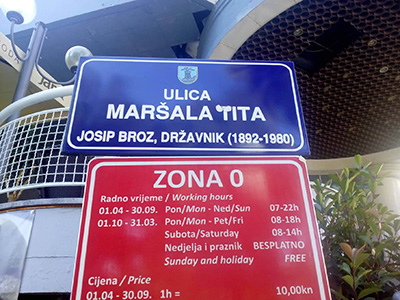 ULICA
MARŠALA TITA
JOSIP BROZ, DRŽAVNIK (1892-1980)
ZONA 0
Radno vrijeme / Working hours
01.04 - 30.09. Pon/Mon - Ned/Sun 07-22h
01.10 - 31.03. Pon/Mon - Pet/Fri 08-18h
Subota/Saturday 08-14h
Nedjelja i praznik BESPLATNO
Sunday and holiday FREE
Cijena / Price
01.04 - 30.09. 1h = 10,00kn